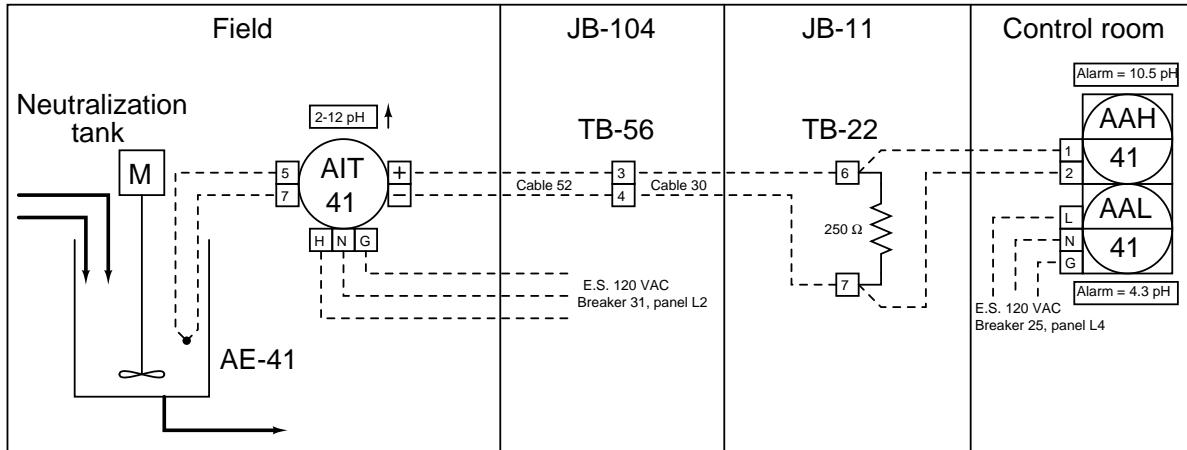 Field
JB-104
JB-11
Control room
Neutralization
tank
M
2-12 pH
5
7
AIT
41
+
−
H N G
E.S. 120 VAC
Breaker 31, panel L2
AE-41
TB-56
Cable 52
3
4
Cable 30
TB-22
6
250 Ω
7
Alarm = 10.5 pH
1
2
AAH
41
L
N
G
AAL
41
Alarm = 4.3 pH
E.S. 120 VAC
Breaker 25, panel L4